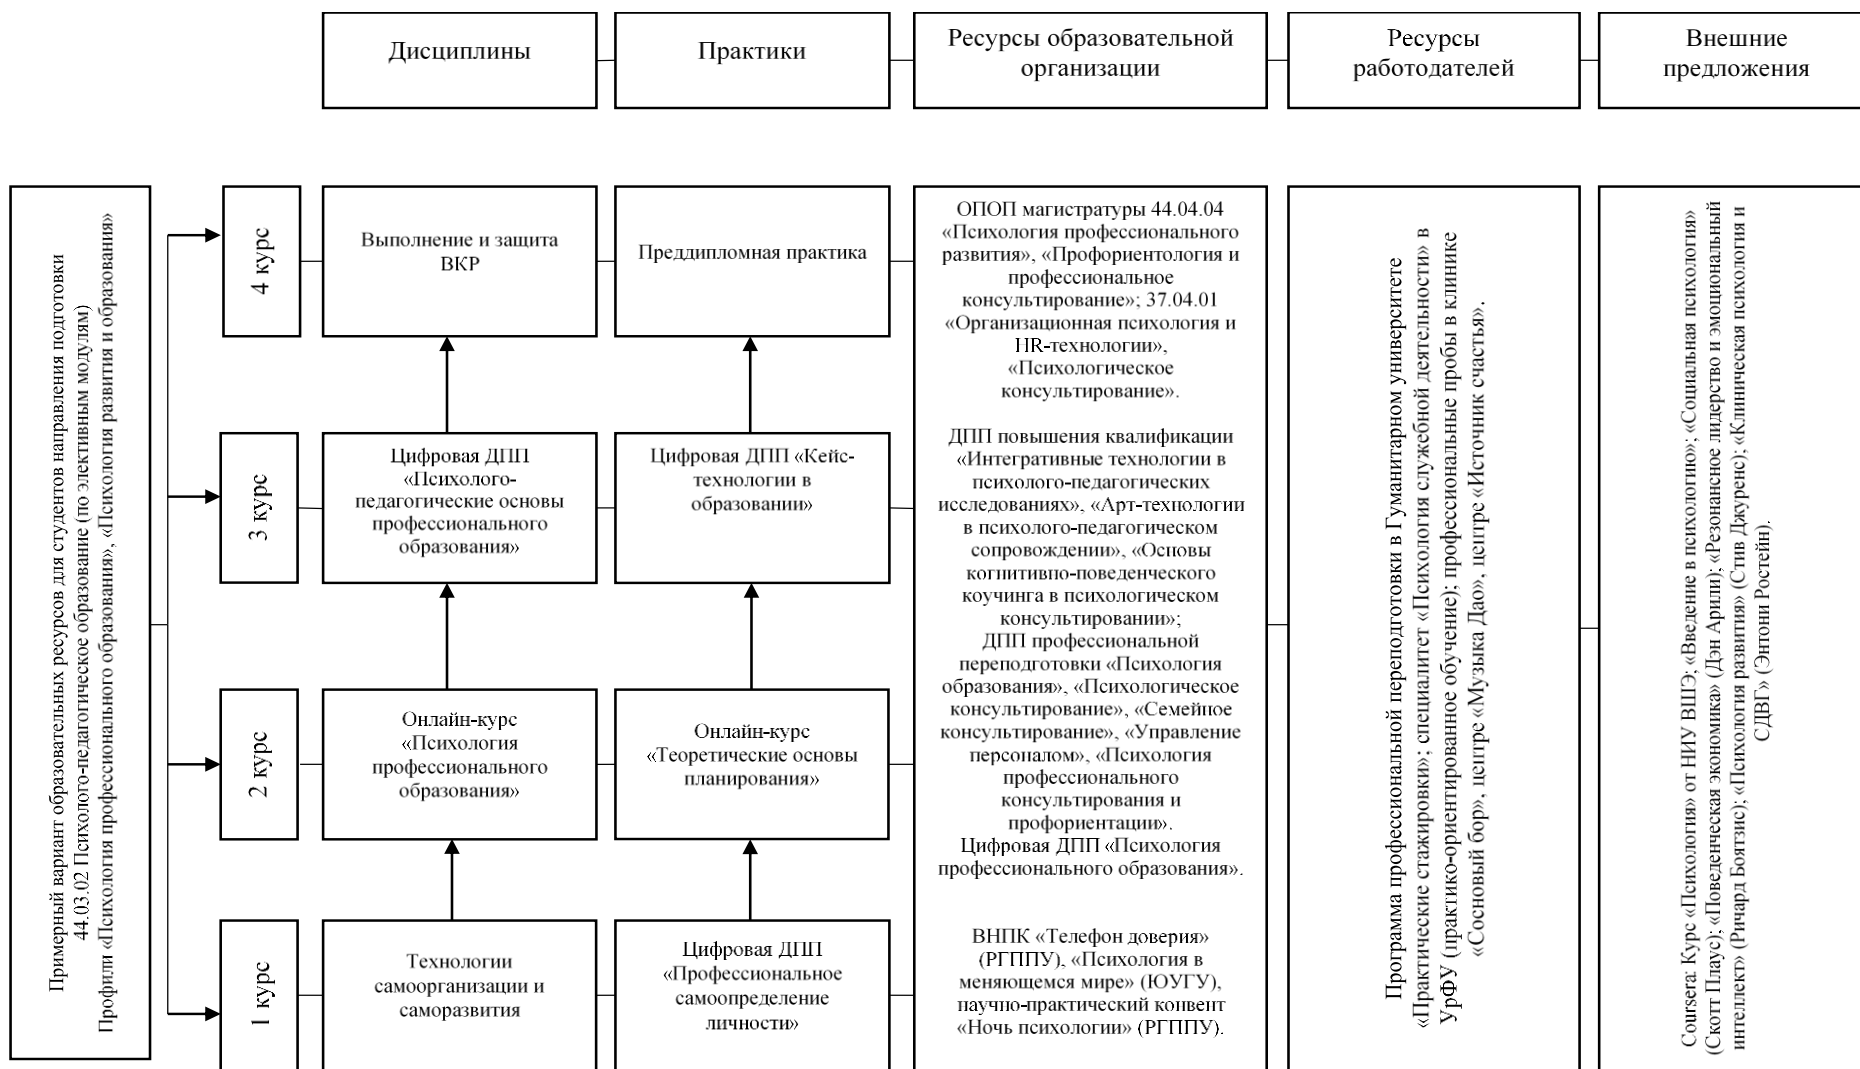 Дисциплины
Практики
Ресурсы образовательной
организации
Ресурсы
работодателей
Внешние
предложения
Примерный вариант образовательных ресурсов для студентов направления подготовки
44.03.02 Психолого-педагогическое образование (по элективным модулям)
Профили «Психология профессионального образования», «Психология развития и образования»
4 курс
Выполнение и защита
ВКР
Преддипломная практика
3 курс
Цифровая ДПП
«Психолого-
педагогические основы
профессионального
образования»
Цифровая ДПП «Кейс-
технологии в
образовании»
2 курс
Онлайн-курс
«Психология
профессионального
образования»
Онлайн-курс
«Теоретические основы
планирования»
1 курс
Технологии
самоорганизации и
саморазвития
Цифровая ДПП
«Профессиональное
самоопределение
личности»
ОПОП магистратуры 44.04.04
«Психология профессионального
развития», «Профориентология и
профессиональное
консультирование»; 37.04.01
«Организационная психология и
HR-технологии»,
«Психологическое
консультирование».
ДПП повышения квалификации
«Интегративные технологии в
психолого-педагогических
исследованиях», «Арт-технологии
в психолого-педагогическом
сопровождении», «Основы
когнитивно-поведенческого
коучинга в психологическом
консультировании»;
ДПП профессиональной
переподготовки «Психология
образования», «Психологическое
консультирование», «Семейное
консультирование», «Управление
персоналом», «Психология
профессионального
консультирования и
профориентации».
Цифровая ДПП «Психология
профессионального образования».
ВНПК «Телефон доверия»
(РГППУ), «Психология в
меняющемся мире» (ЮУГУ),
научно-практический конвент
«Ночь психологии» (РГППУ).
Программа профессиональной переподготовки в Гуманитарном университете
«Практические стажировки»; специалитет «Психология служебной деятельности» в
УрФУ (практико-ориентированное обучение); профессиональные пробы в клинике
«Сосновый бор», центре «Музыка Дао», центре «Источник счастья».
Coursera: Курс «Психология» от НИУ ВШЭ; «Введение в психологию»; «Социальная психология»
(Скотт Плаус); «Поведенческая экономика» (Дэн Арили); «Резонансное лидерство и эмоциональный
интеллект» (Ричард Боятзис); «Психология развития» (Стив Джуренс); «Клиническая психология и
СДВГ» (Энтони Ростейн).